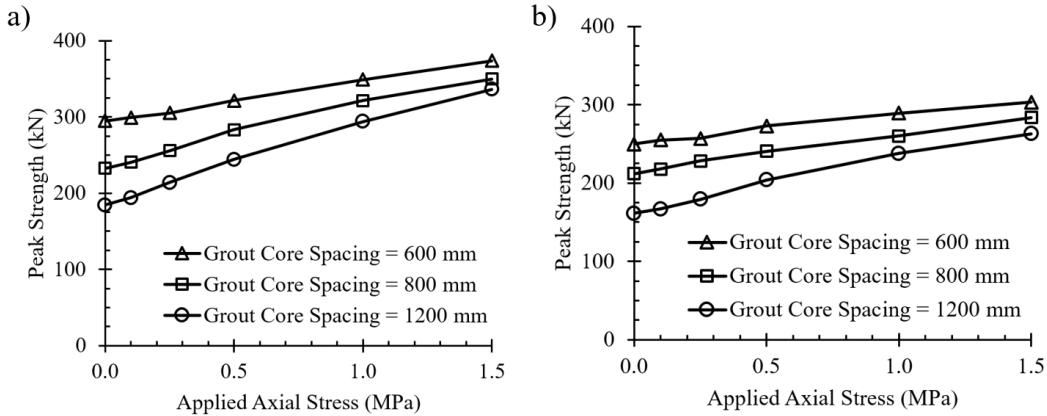 a)
400
300
200
100
0
Peak Strength (kN)
Grout Core Spacing = 600 mm
Grout Core Spacing = 800 mm
Grout Core Spacing = 1200 mm
0.0 0.5 1.0 1.5
Applied Axial Stress (MPa)
b)
400
300
200
100
0
Peak Strength (kN)
Grout Core Spacing = 600 mm
Grout Core Spacing = 800 mm
Grout Core Spacing = 1200 mm
0.0 0.5 1.0 1.5
Applied Axial Stress (MPa)